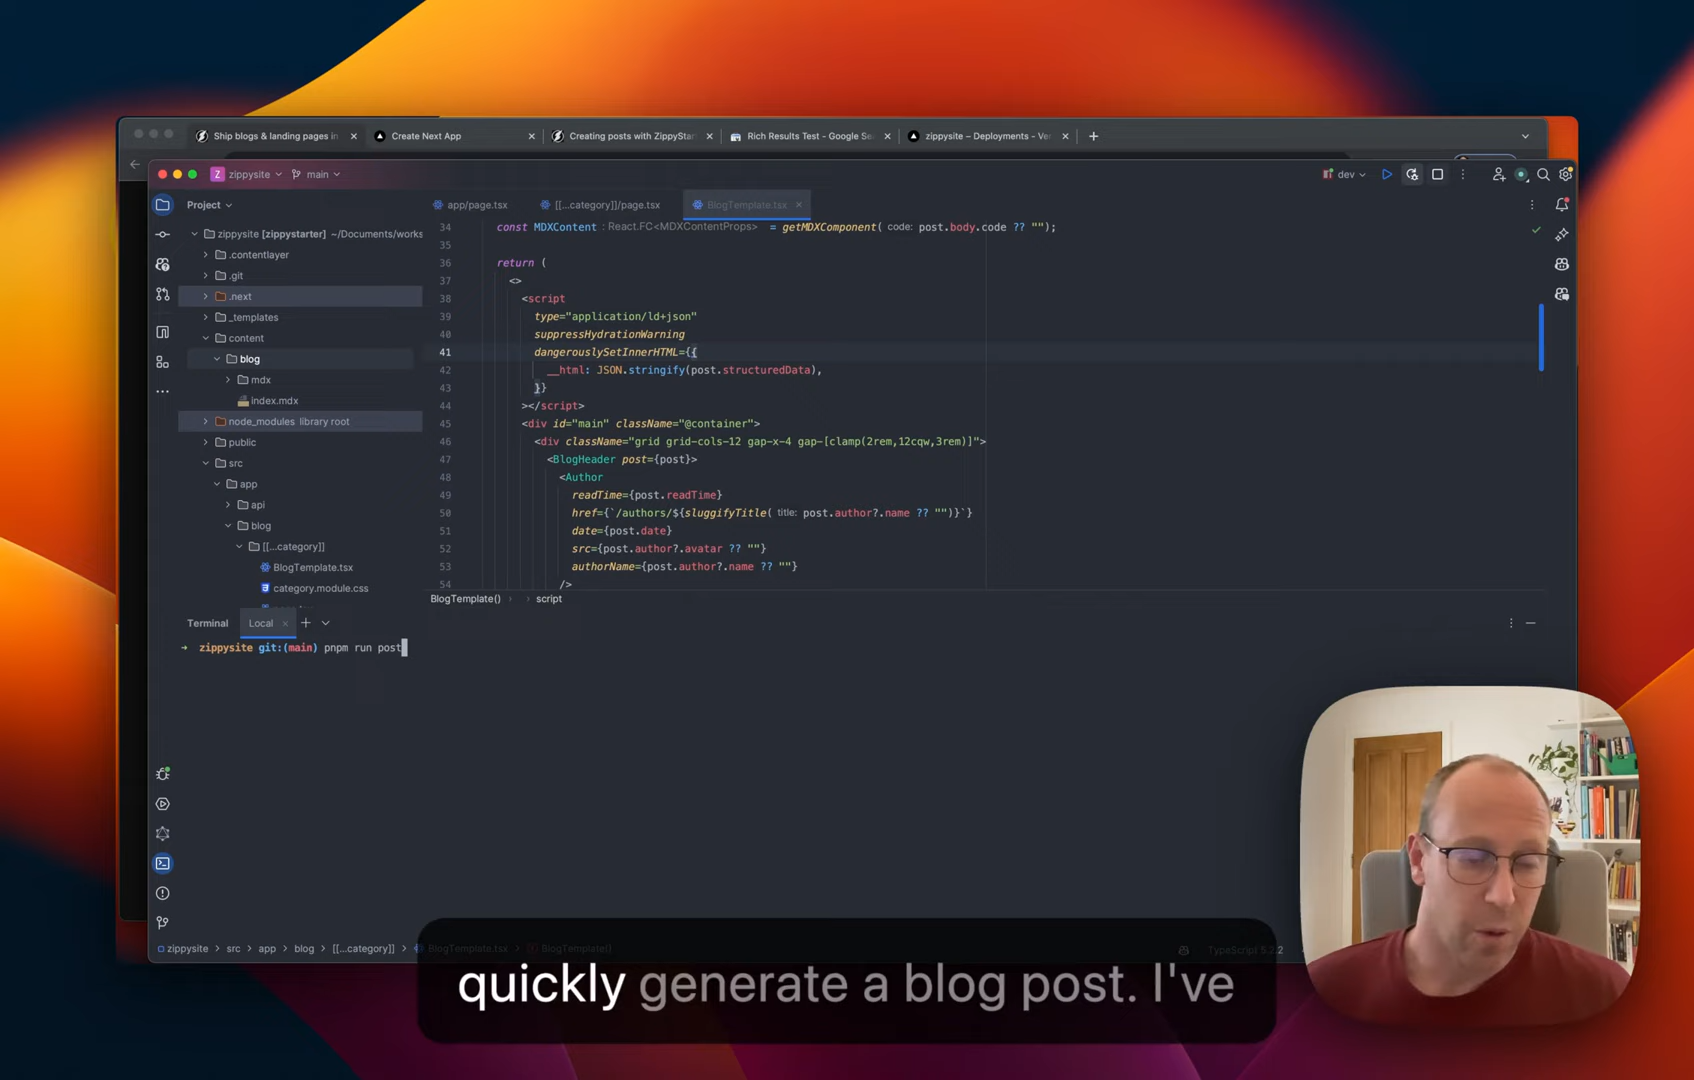 Ship blogs & landing pages in
Create Next App
Creating posts with ZippyStar
Rich Results Test - Google Se
zippysite – Deployments – Ver
Z zippysite
main
dev
Project
app/page.tsx
[[...category]/page.tsx
BlogTemplate.tsx
zippysite [zippystarter] ~/Documents/works
.contentlayer
.git
.next
_templates
content
blog
mdx
index.mdx
node_modules library root
public
src
app
api
blog
[[...category]]
BlogTemplate.tsx
category.module.css
34 const MDXContent : React.FC<MDXContentProps> = getMDXComponent( code: post.body.code ?? "");
35
36 return (
37 <>
38 <script
39 type="application/ld+json"
40 suppressHydrationWarning
41 dangerouslySetInnerHTML={{
42 __html: JSON.stringify(post.structuredData),
43 }}
44 ></script>
45 <div id="main" className="@container">
46 <div className="grid grid-cols-12 gap-x-4 gap-[clamp(2rem,12cqw,3rem)]">
47 <BlogHeader post={post}>
48 <Author
49 readTime={post.readTime}
50 href={`/authors/${sluggifyTitle( title: post.author?.name ?? "")}`}
51 date={post.date}
52 src={post.author?.avatar ?? ""}
53 authorName={post.author?.name ?? ""}
54 />
BlogTemplate() > > script
Terminal
Local
→ zippysite git:(main) pnpm run post
zippysite > src > app > blog > [[...category] > BlogTemplate.tsx > BlogTemplate()
TypeScript 5.2.2
quickly generate a blog post. I've